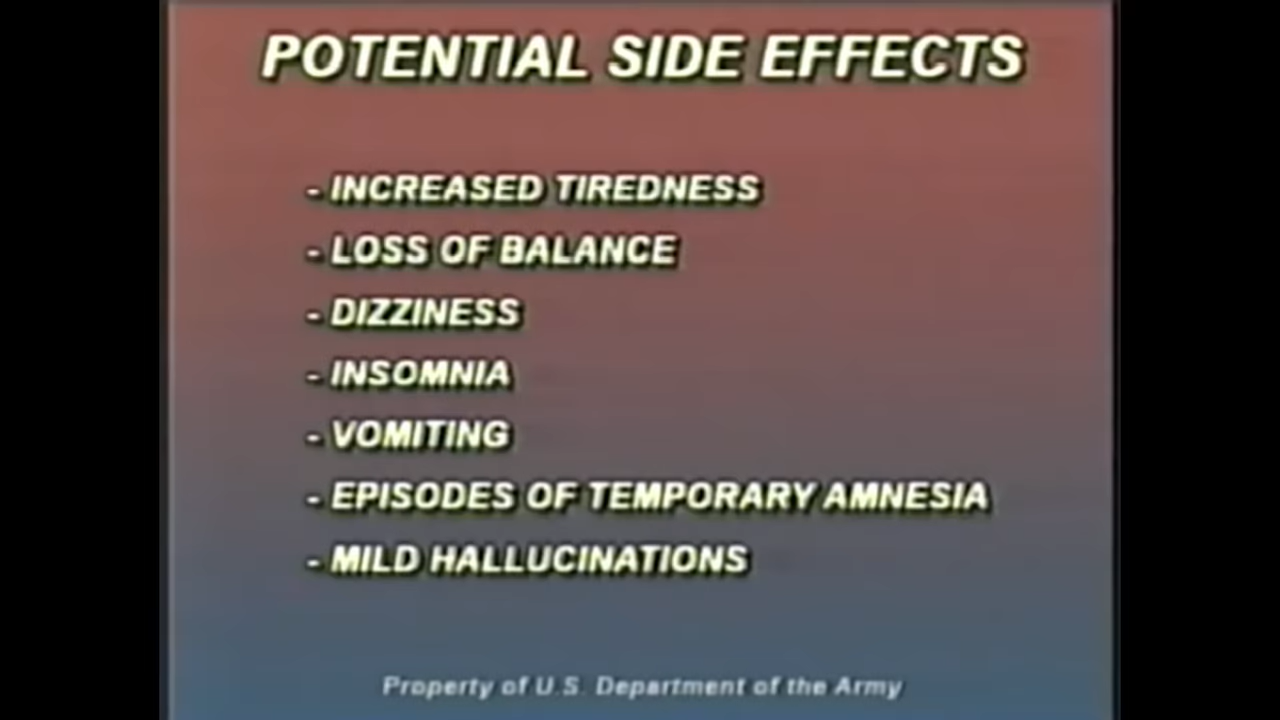 POTENTIAL SIDE EFFECTS
- INCREASED TIREDNESS
- LOSS OF BALANCE
- DIZZINESS
- INSOMNIA
- VOMITING
- EPISODES OF TEMPORARY AMNESIA
- MILD HALLUCINATIONS
Property of U.S. Department of the Army